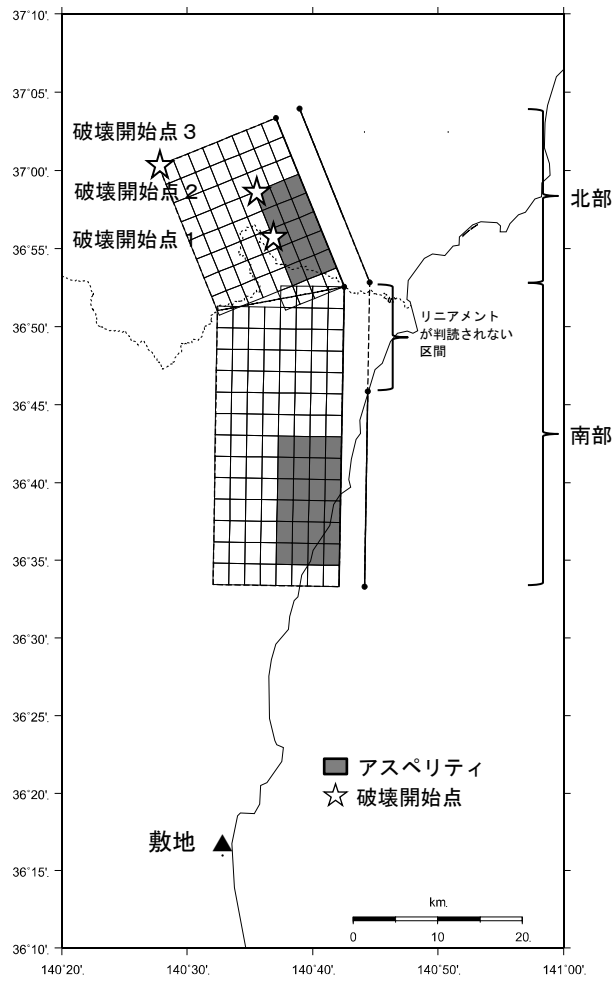 37°10'.
37°05'.
37°00'.
36°55'.
36°50'.
36°45'.
36°40'.
36°35'.
36°30'.
36°25'.
36°20'.
36°15'.
36°10'.
破壊開始点３
破壊開始点２
破壊開始点１
北部
リニアメント
が判読されない
区間
南部
アスペリティ
破壊開始点
敷地
km.
0 10 20.
140°20'. 140°30'. 140°40'. 140°50'. 141°00'.